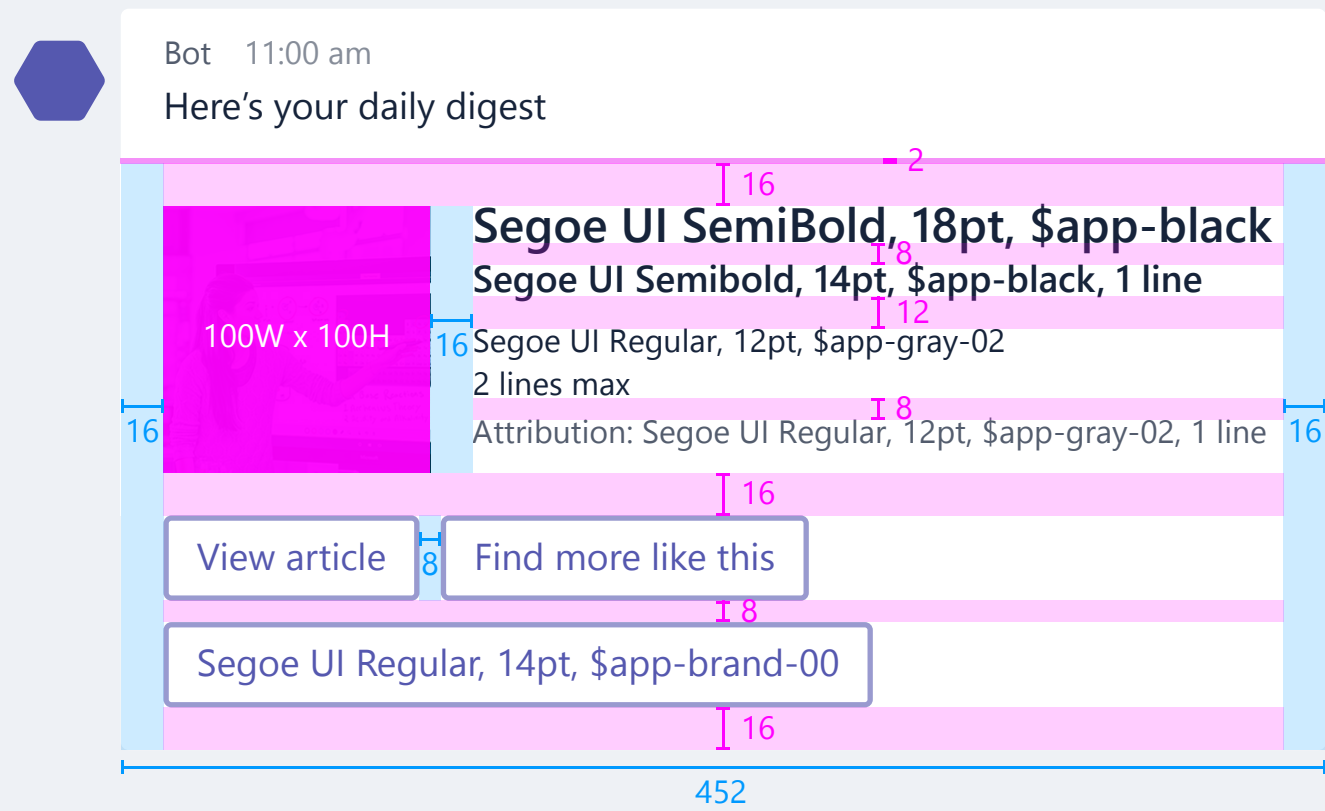 Bot 11:00 am
Here’s your daily digest
2
16
Segoe UI SemiBold, 18pt, $app-black
8
Segoe UI Semibold, 14pt, $app-black, 1 line
12
100W x 100H
16
Segoe UI Regular, 12pt, $app-gray-02
2 lines max
8
16
Attribution: Segoe UI Regular, 12pt, $app-gray-02, 1 line
16
16
View article
8
Find more like this
8
Segoe UI Regular, 14pt, $app-brand-00
16
452